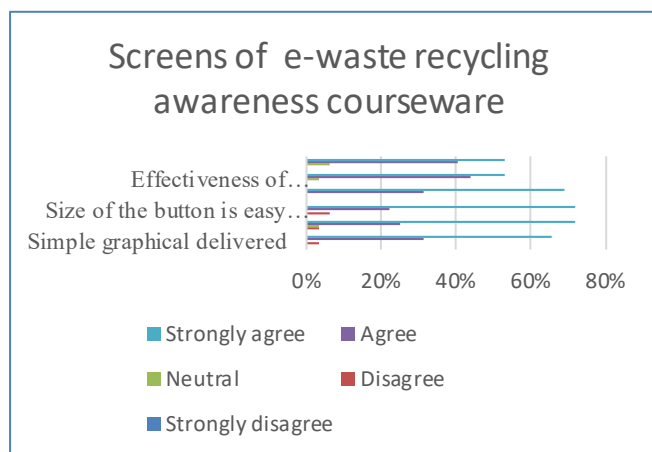 Screens of e-waste recycling
awareness courseware
Effectiveness of...
Size of the button is easy...
Simple graphical delivered
0% 20% 40% 60% 80%
Strongly agree Agree
Neutral Disagree
Strongly disagree